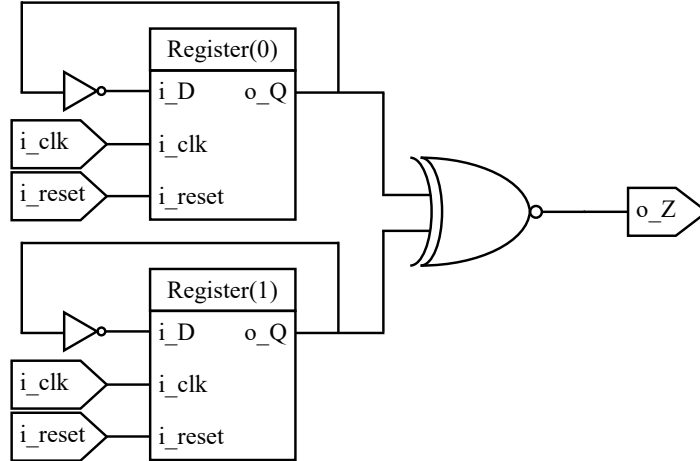 Register(0)
i_D o_Q
i_clk i_clk
i_reset i_reset
o_Z
Register(1)
i_D o_Q
i_clk i_clk
i_reset i_reset